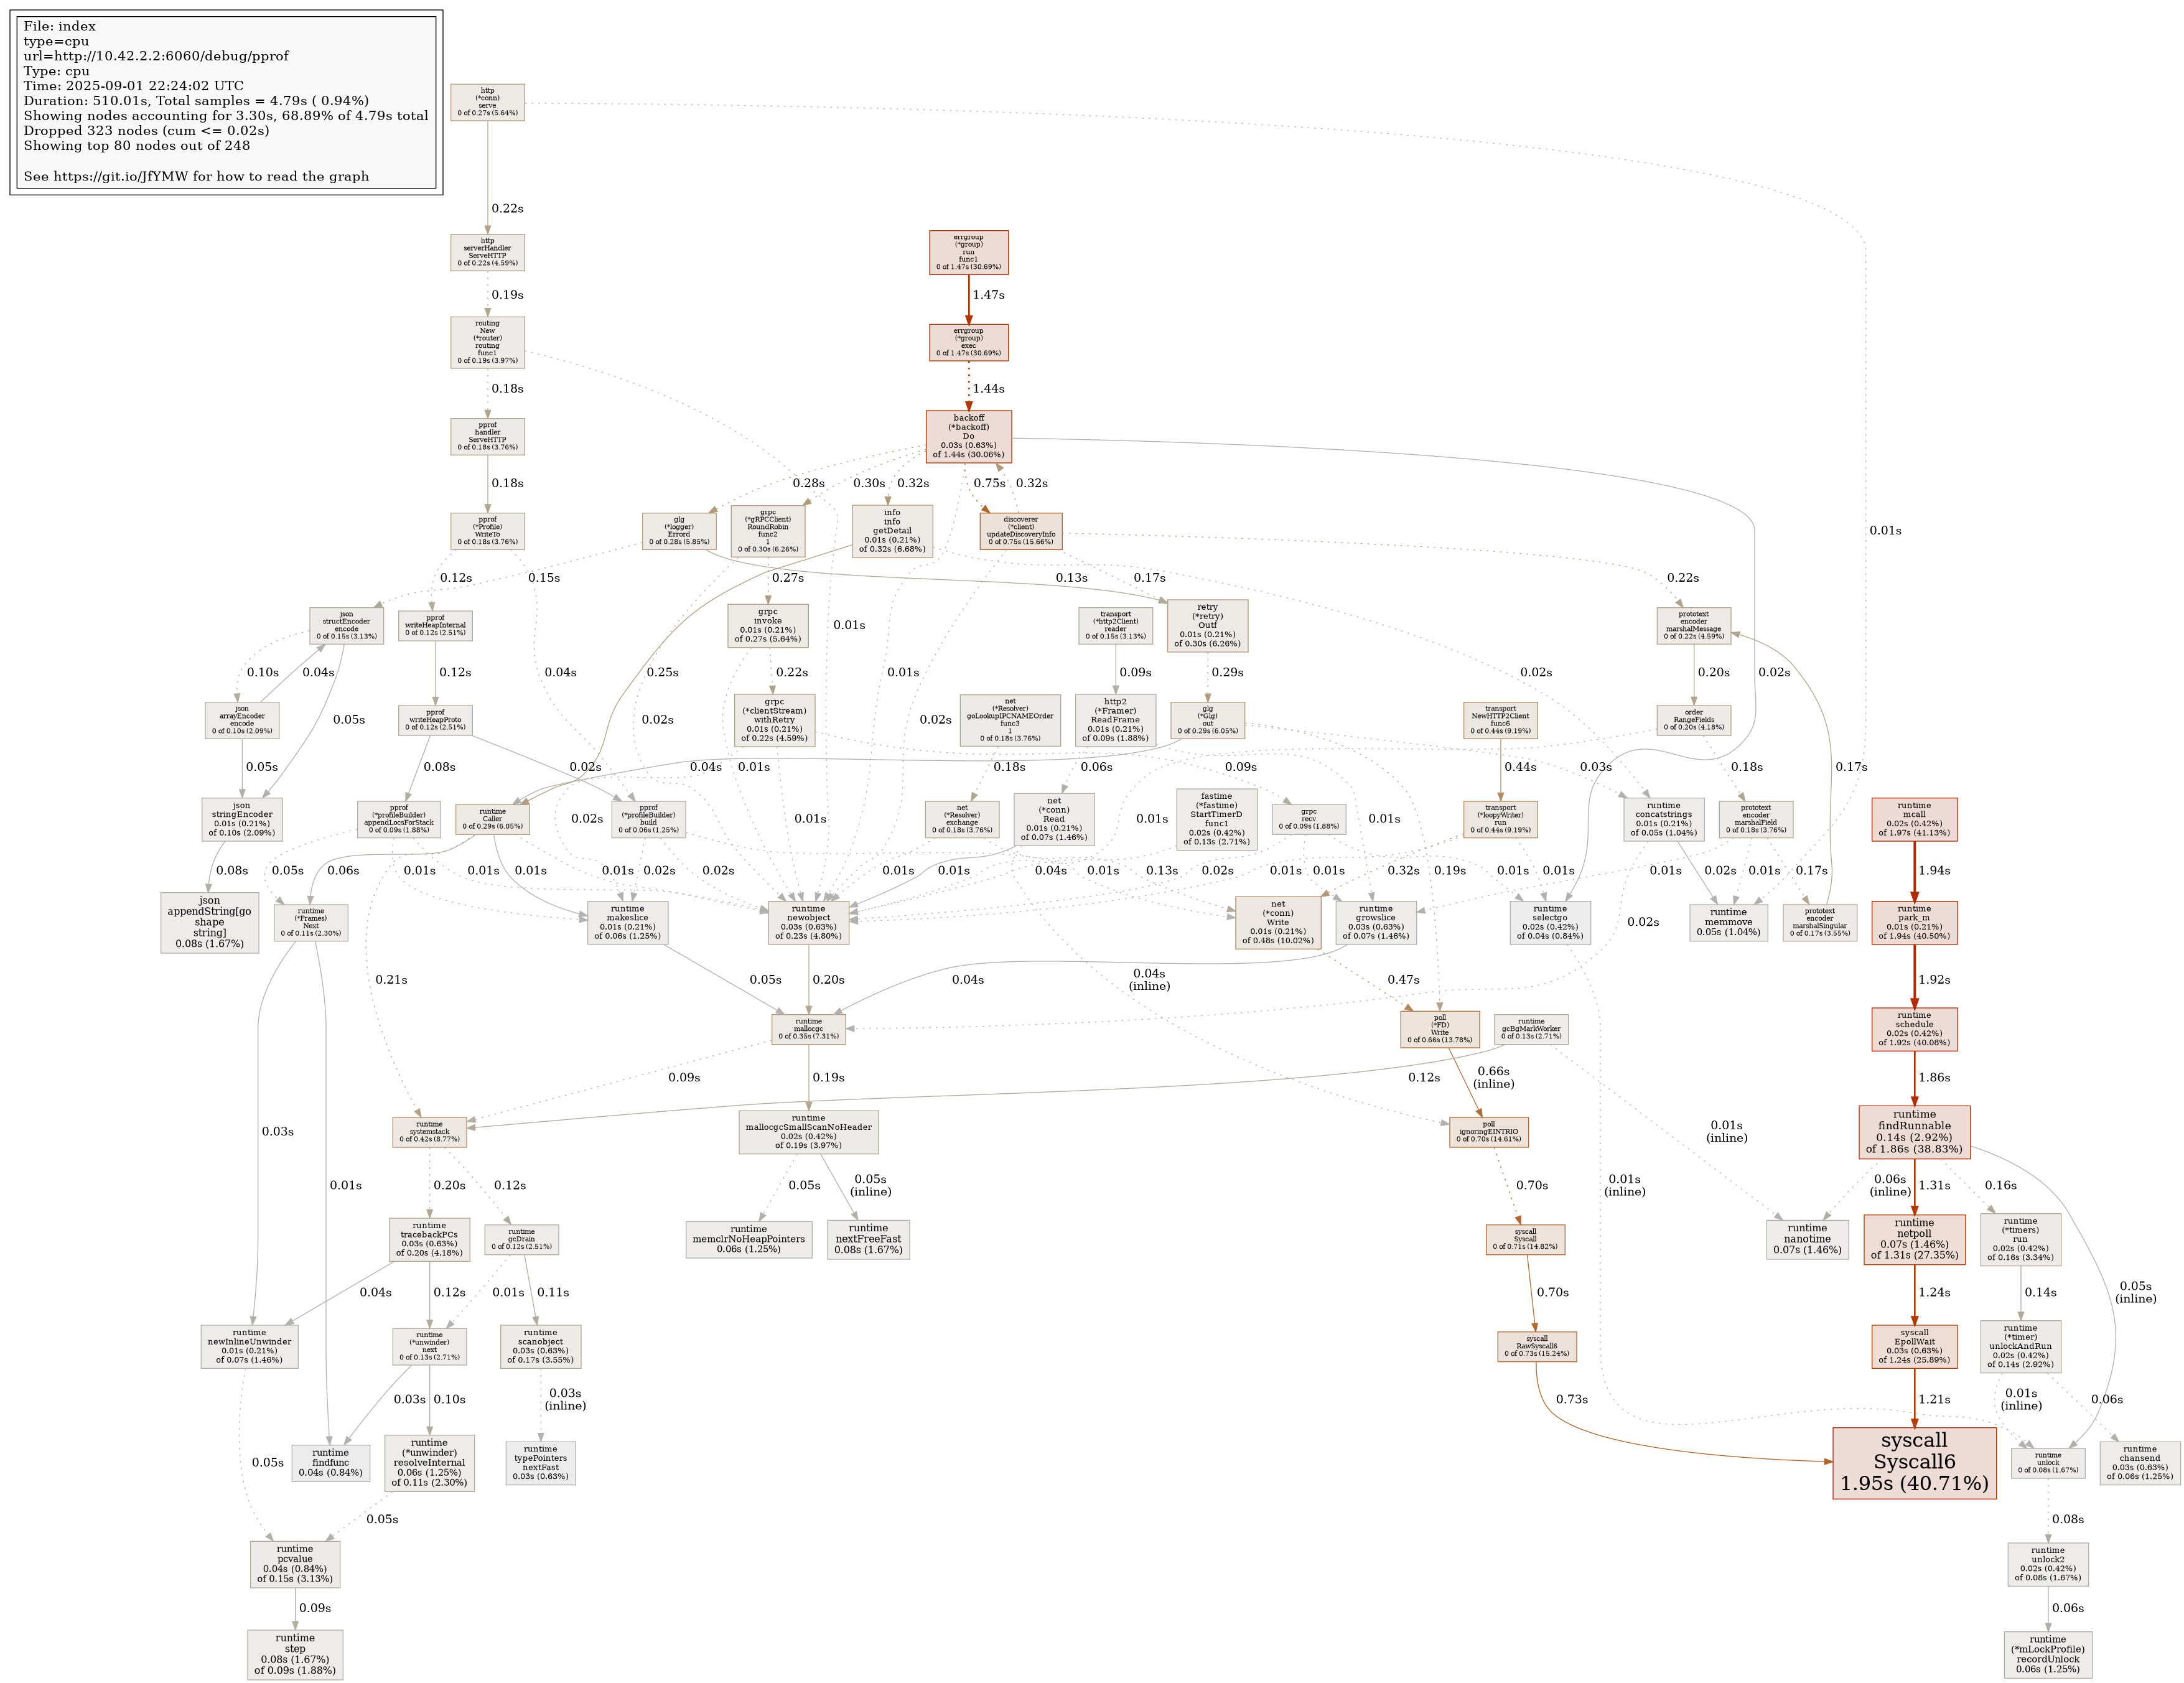 File: index
type=cpu
url=http://10.42.2.2:6060/debug/pprof
Type: cpu
Time: 2025-09-01 22:24:02 UTC
Duration: 510.01s, Total samples = 4.79s ( 0.94%)
Showing nodes accounting for 3.30s, 68.89% of 4.79s total
Dropped 323 nodes (cum <= 0.02s)
Showing top 80 nodes out of 248
See https://git.io/JfYMW for how to read the graph
http
(*conn)
serve
0 of 0.27s (5.64%)
0.22s
0.01s
http
serverHandler
ServeHTTP
0 of 0.22s (4.59%)
errgroup
(*group)
run
func1
0 of 1.47s (30.69%)
0.19s
1.47s
routing
New
(*router)
routing
func1
0 of 0.19s (3.97%)
errgroup
(*group)
exec
0 of 1.47s (30.69%)
0.18s
1.44s
pprof
handler
ServeHTTP
0 of 0.18s (3.76%)
backoff
(*backoff)
Do
0.03s (0.63%)
of 1.44s (30.06%)
0.18s
0.28s
0.30s
0.32s
0.75s
0.32s
pprof
(*Profile)
WriteTo
0 of 0.18s (3.76%)
glg
(*logger)
Errord
0 of 0.28s (5.85%)
grpc
(*gRPCClient)
RoundRobin
func2
1
0 of 0.30s (6.26%)
info
info
getDetail
0.01s (0.21%)
of 0.32s (6.68%)
discoverer
(*client)
updateDiscoveryInfo
0 of 0.75s (15.66%)
0.12s
0.15s
0.27s
0.13s
0.17s
0.22s
json
structEncoder
encode
0 of 0.15s (3.13%)
pprof
writeHeapInternal
0 of 0.12s (2.51%)
grpc
invoke
0.01s (0.21%)
of 0.27s (5.64%)
0.01s
transport
(*http2Client)
reader
0 of 0.15s (3.13%)
retry
(*retry)
Outf
0.01s (0.21%)
of 0.30s (6.26%)
prototext
encoder
marshalMessage
0 of 0.22s (4.59%)
0.10s
0.04s
0.12s
0.04s
0.25s
0.22s
0.01s
0.09s
0.29s
0.02s
0.20s
0.02s
json
arrayEncoder
encode
0 of 0.10s (2.09%)
0.05s
pprof
writeHeapProto
0 of 0.12s (2.51%)
0.02s
grpc
(*clientStream)
withRetry
0.01s (0.21%)
of 0.22s (4.59%)
0.02s
net
(*Resolver)
goLookupIPCNAMEOrder
func3
1
0 of 0.18s (3.76%)
http2
(*Framer)
ReadFrame
0.01s (0.21%)
of 0.09s (1.88%)
glg
(*Glg)
out
0 of 0.29s (6.05%)
transport
NewHTTP2Client
func6
0 of 0.44s (9.19%)
order
RangeFields
0 of 0.20s (4.18%)
0.05s
0.08s
0.02s
0.04s
0.01s
0.18s
0.06s
0.09s
0.44s
0.03s
0.18s
0.17s
json
stringEncoder
0.01s (0.21%)
of 0.10s (2.09%)
pprof
(*profileBuilder)
appendLocsForStack
0 of 0.09s (1.88%)
runtime
Caller
0 of 0.29s (6.05%)
pprof
(*profileBuilder)
build
0 of 0.06s (1.25%)
0.02s
0.01s
net
(*Resolver)
exchange
0 of 0.18s (3.76%)
net
(*conn)
Read
0.01s (0.21%)
of 0.07s (1.46%)
0.01s
fastime
(*fastime)
StartTimerD
func1
0.02s (0.42%)
of 0.13s (2.71%)
grpc
recv
0 of 0.09s (1.88%)
0.01s
transport
(*loopyWriter)
run
0 of 0.44s (9.19%)
runtime
concatstrings
0.01s (0.21%)
of 0.05s (1.04%)
prototext
encoder
marshalField
0 of 0.18s (3.76%)
runtime
mcall
0.02s (0.42%)
of 1.97s (41.13%)
0.08s
0.05s
0.06s
0.01s
0.01s
0.01s
0.01s
0.02s
0.02s
0.01s
0.01s
0.04s
0.01s
0.13s
0.02s
0.01s
0.01s
0.32s
0.19s
0.01s
0.01s
0.02s
0.01s
0.17s
1.94s
json
appendString[go
shape
string]
0.08s (1.67%)
runtime
(*Frames)
Next
0 of 0.11s (2.30%)
runtime
makeslice
0.01s (0.21%)
of 0.06s (1.25%)
runtime
newobject
0.03s (0.63%)
of 0.23s (4.80%)
net
(*conn)
Write
0.01s (0.21%)
of 0.48s (10.02%)
runtime
growslice
0.03s (0.63%)
of 0.07s (1.46%)
runtime
selectgo
0.02s (0.42%)
of 0.04s (0.84%)
0.02s
runtime
memmove
0.05s (1.04%)
prototext
encoder
marshalSingular
0 of 0.17s (3.55%)
runtime
park_m
0.01s (0.21%)
of 1.94s (40.50%)
0.21s
0.05s
0.20s
0.04s
0.04s
(inline)
0.47s
1.92s
runtime
mallocgc
0 of 0.35s (7.31%)
poll
(*FD)
Write
0 of 0.66s (13.78%)
runtime
gcBgMarkWorker
0 of 0.13s (2.71%)
runtime
schedule
0.02s (0.42%)
of 1.92s (40.08%)
0.09s
0.19s
0.12s
0.66s
(inline)
1.86s
0.03s
runtime
systemstack
0 of 0.42s (8.77%)
runtime
mallocgcSmallScanNoHeader
0.02s (0.42%)
of 0.19s (3.97%)
poll
ignoringEINTRIO
0 of 0.70s (14.61%)
0.01s
(inline)
runtime
findRunnable
0.14s (2.92%)
of 1.86s (38.83%)
0.01s
0.20s
0.12s
0.05s
0.05s
(inline)
0.70s
0.01s
(inline)
0.06s
(inline)
1.31s
0.16s
runtime
tracebackPCs
0.03s (0.63%)
of 0.20s (4.18%)
runtime
gcDrain
0 of 0.12s (2.51%)
runtime
memclrNoHeapPointers
0.06s (1.25%)
runtime
nextFreeFast
0.08s (1.67%)
syscall
Syscall
0 of 0.71s (14.82%)
runtime
nanotime
0.07s (1.46%)
runtime
netpoll
0.07s (1.46%)
of 1.31s (27.35%)
runtime
(*timers)
run
0.02s (0.42%)
of 0.16s (3.34%)
0.04s
0.12s
0.01s
0.11s
0.70s
1.24s
0.14s
0.05s
(inline)
runtime
newInlineUnwinder
0.01s (0.21%)
of 0.07s (1.46%)
runtime
(*unwinder)
next
0 of 0.13s (2.71%)
runtime
scanobject
0.03s (0.63%)
of 0.17s (3.55%)
syscall
RawSyscall6
0 of 0.73s (15.24%)
syscall
EpollWait
0.03s (0.63%)
of 1.24s (25.89%)
runtime
(*timer)
unlockAndRun
0.02s (0.42%)
of 0.14s (2.92%)
0.03s
0.10s
0.03s
(inline)
0.73s
1.21s
0.01s
(inline)
0.06s
0.05s
runtime
findfunc
0.04s (0.84%)
runtime
(*unwinder)
resolveInternal
0.06s (1.25%)
of 0.11s (2.30%)
runtime
typePointers
nextFast
0.03s (0.63%)
syscall
Syscall6
1.95s (40.71%)
runtime
unlock
0 of 0.08s (1.67%)
runtime
chansend
0.03s (0.63%)
of 0.06s (1.25%)
0.05s
0.08s
runtime
pcvalue
0.04s (0.84%)
of 0.15s (3.13%)
runtime
unlock2
0.02s (0.42%)
of 0.08s (1.67%)
0.09s
0.06s
runtime
step
0.08s (1.67%)
of 0.09s (1.88%)
runtime
(*mLockProfile)
recordUnlock
0.06s (1.25%)